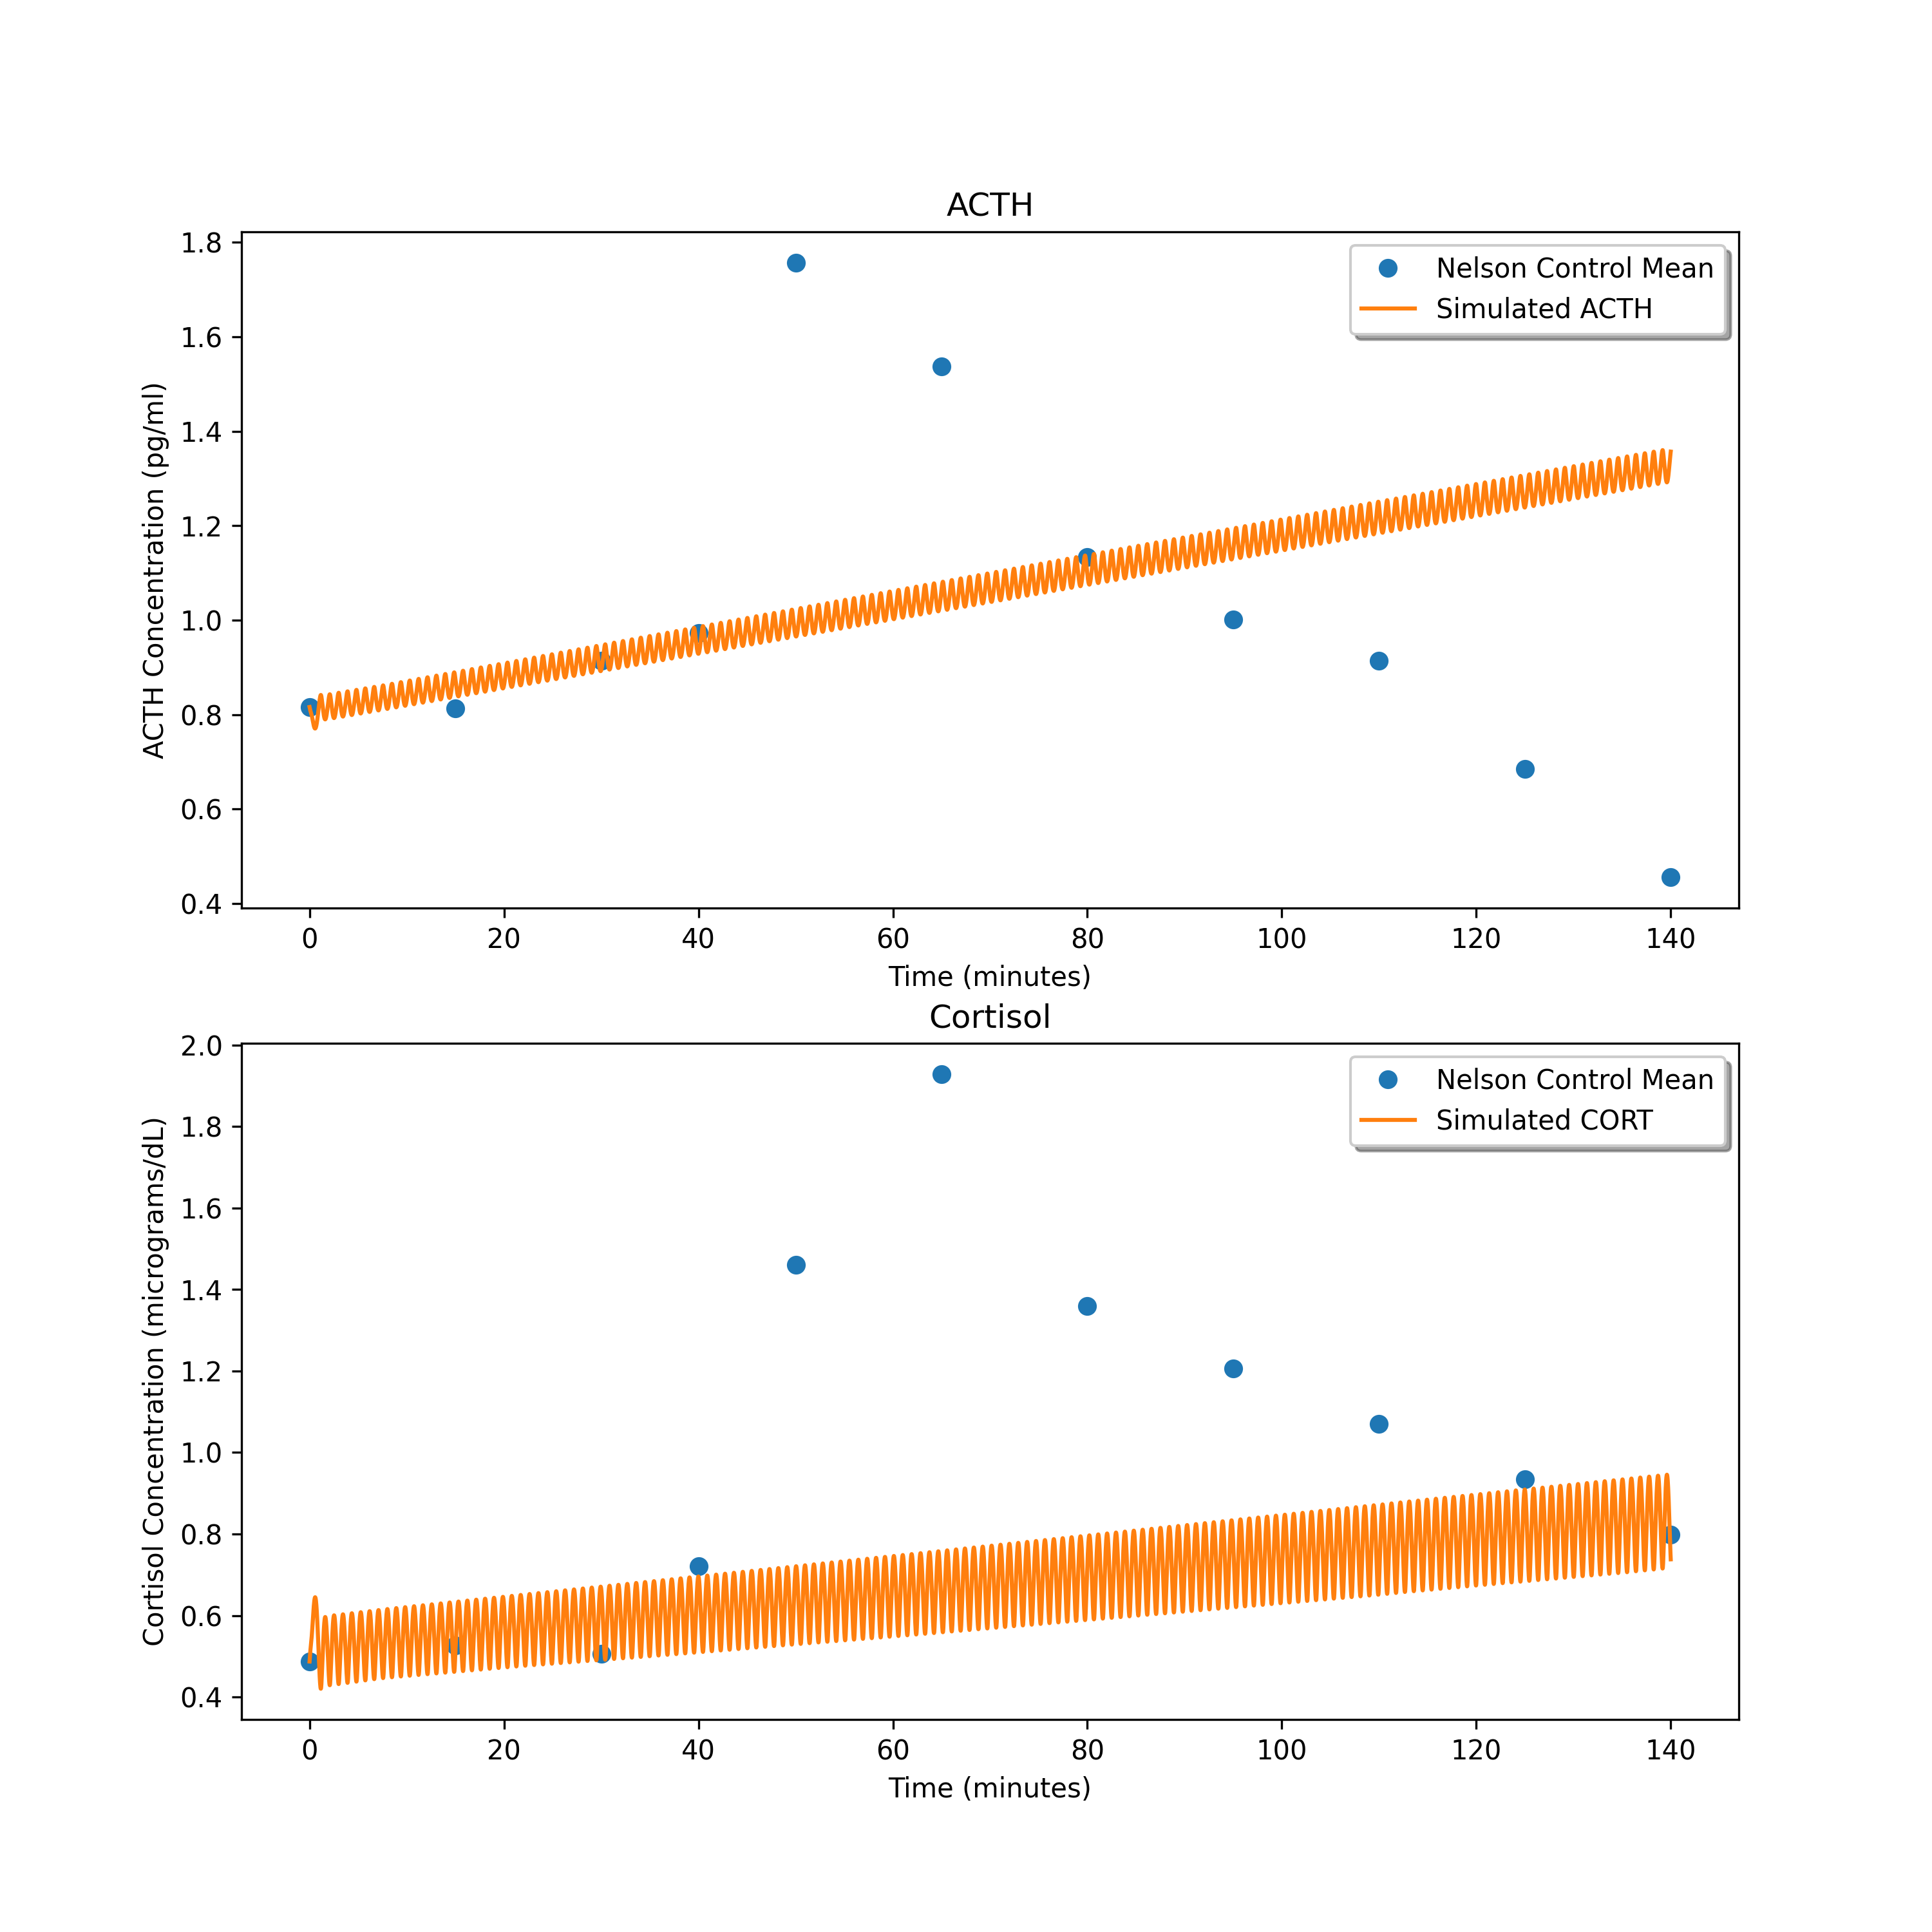 ACTH
1.8
1.6
1.4
1.2
1.0
0.8
0.6
0.4
ACTH Concentration (pg/ml)
Nelson Control Mean
Simulated ACTH
0 20 40 60 80 100 120 140
Time (minutes)
Cortisol
2.0
1.8
1.6
1.4
1.2
1.0
0.8
0.6
0.4
Cortisol Concentration (micrograms/dL)
Nelson Control Mean
Simulated CORT
0 20 40 60 80 100 120 140
Time (minutes)